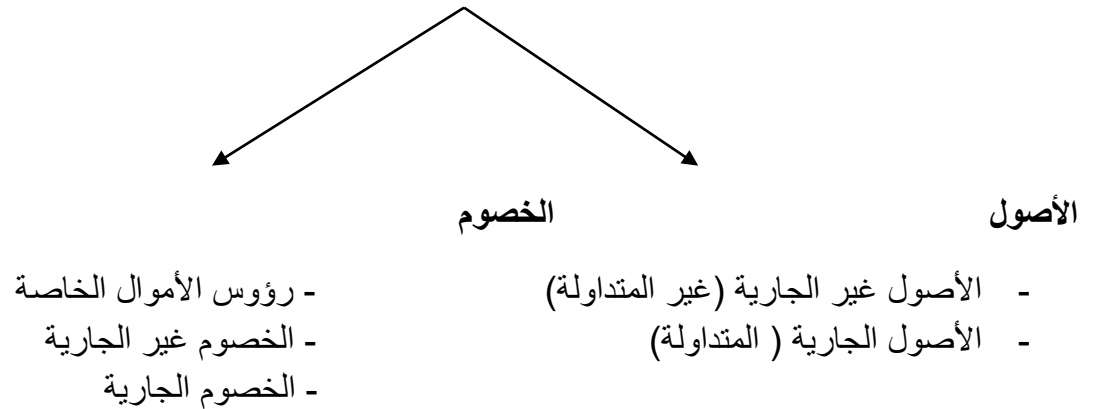 الأصول الخصوم
- الأصول غير الجارية (غير المتداولة) - رؤوس الأموال الخاصة
- الأصول الجارية ( المتداولة) - الخصوم غير الجارية
- الخصوم الجارية